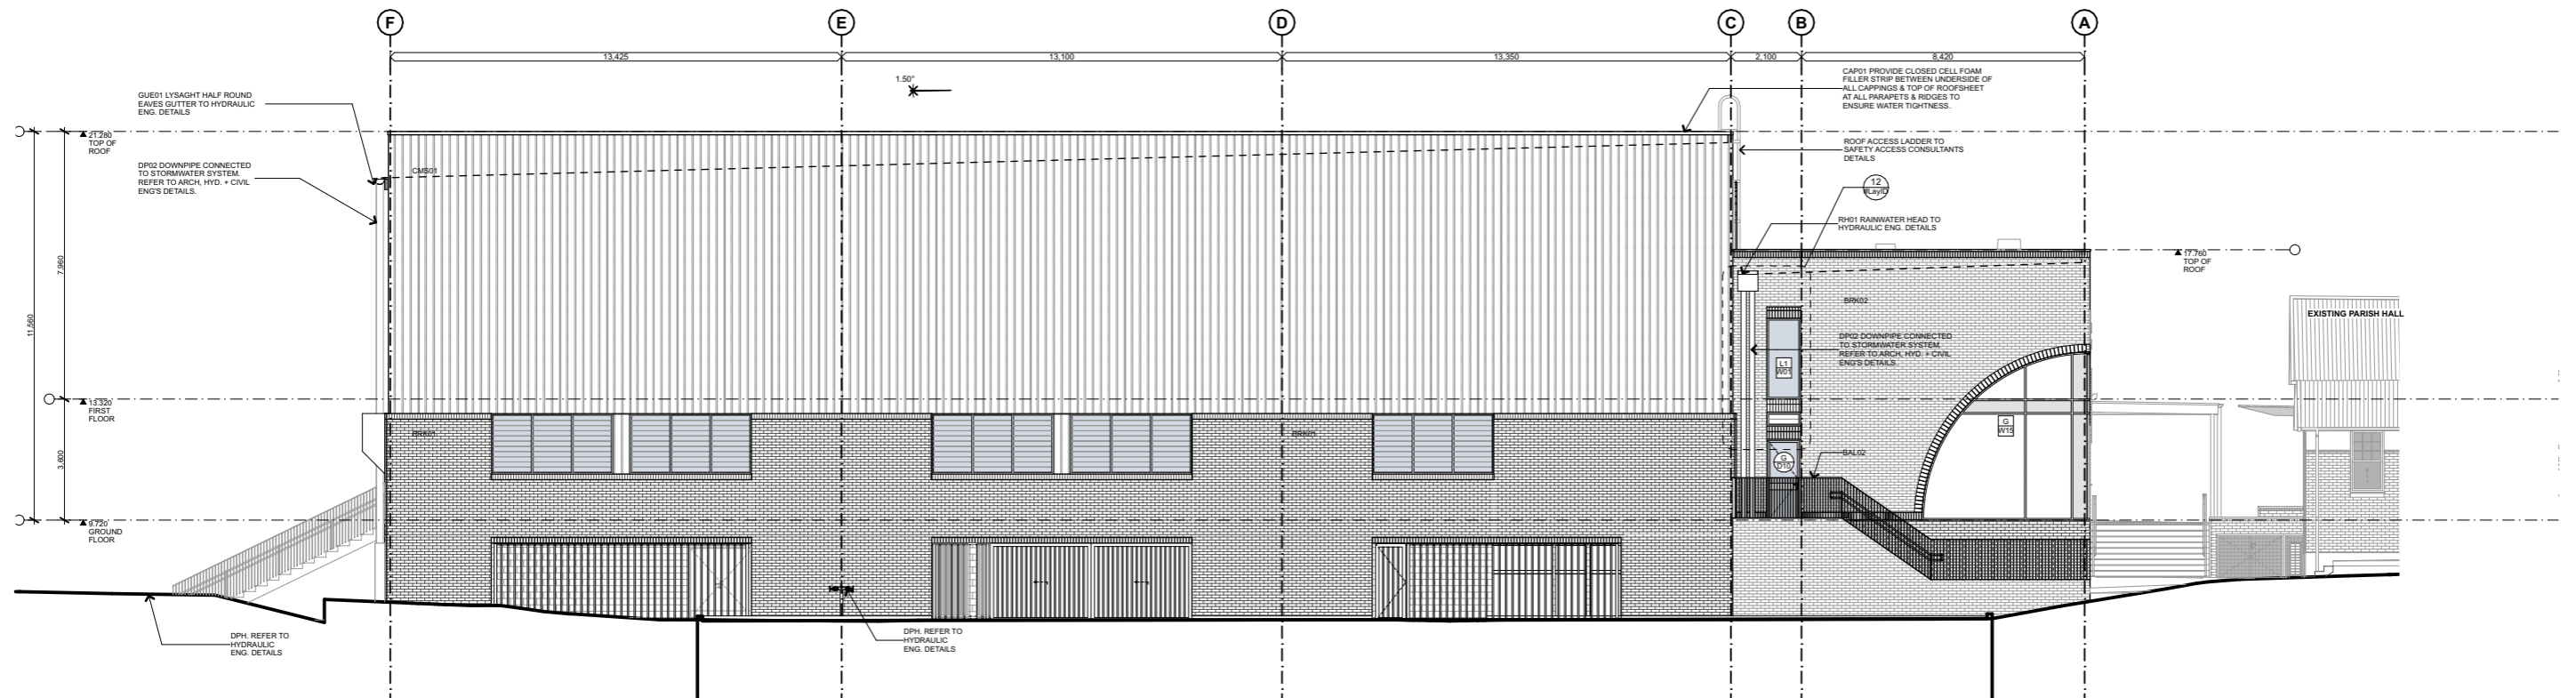 F
E
D
C
B
A
13,425
13,100
13,350
2,100
8,420
1.50°
GUE01 LYSAGHT HALF ROUND
EAVES GUTTER TO HYDRAULIC
ENG. DETAILS
CAP01 PROVIDE CLOSED CELL FOAM
FILLER STRIP BETWEEN UNDERSIDE OF
ALL CAPPINGS & TOP OF ROOFSHEET
AT ALL PARAPETS & RIDGES TO
ENSURE WATER TIGHTNESS.
21.280
TOP OF
ROOF
ROOF ACCESS LADDER TO
SAFETY ACCESS CONSULTANTS
DETAILS
DP02 DOWNPIPE CONNECTED
TO STORMWATER SYSTEM.
REFER TO ARCH, HYD. + CIVIL
ENG'S DETAILS.
CMS01
12
#LayID
RH01 RAINWATER HEAD TO
HYDRAULIC ENG. DETAILS
17.760
TOP OF
ROOF
7,960
11,560
BRK02
EXISTING PARISH HALL
DP02 DOWNPIPE CONNECTED
TO STORMWATER SYSTEM.
REFER TO ARCH, HYD. + CIVIL
ENG'S DETAILS.
L1
W01
13.320
FIRST
FLOOR
BRK01
BRK01
G
W15
3,600
BAL02
G
D10
9.720
GROUND
FLOOR
DPH. REFER TO
HYDRAULIC
ENG. DETAILS
DPH. REFER TO
HYDRAULIC
ENG. DETAILS